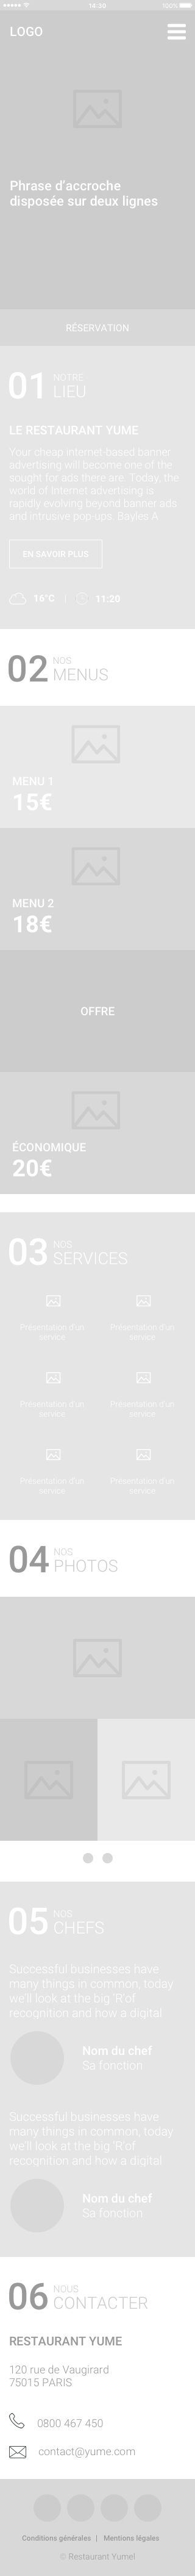 14:20
100%
LOGO
Phrase d'accroche
disposée sur deux lignes
RÉSERVATION
01 NOTRE
LIEU
LE RESTAURANT YUME
Your cheap internet-based banner
advertising will become one of the
sought for ads there are. Today, the
world of Internet advertising is
rapidly evolving beyond banner ads
and intrusive pop-ups. Bayles A
EN SAVOIR PLUS
16°C | 11:20
02 NOS
MENUS
MENU 1
15€
MENU 2
18€
OFFRE
ÉCONOMIQUE
20€
03 NOS
SERVICES
Présentation d'un
service
Présentation d'un
service
Présentation d'un
service
Présentation d'un
service
Présentation d'un
service
Présentation d'un
service
04 NOS
PHOTOS
05 NOS
CHEFS
Successful businesses have
many things in common, today
we'll look at the big 'R'of
recognition and how a digital
Nom du chef
Sa fonction
Successful businesses have
many things in common, today
we'll look at the big 'R'of
recognition and how a digital
Nom du chef
Sa fonction
06 NOUS
CONTACTER
RESTAURANT YUME
120 rue de Vaugirard
75015 PARIS
0800 467 450
contact@yume.com
Conditions générales | Mentions légales
© Restaurant Yume!